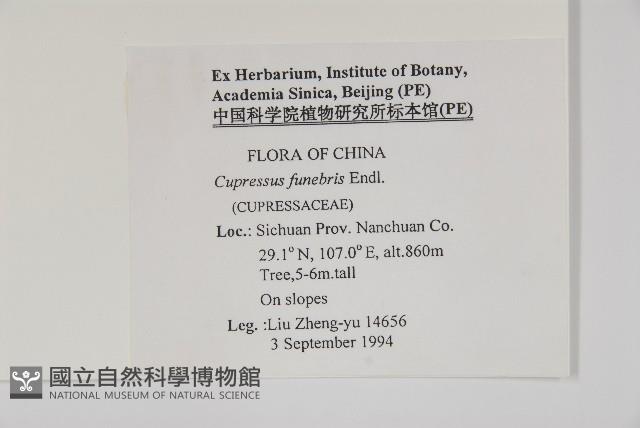 Ex Herbarium, Institute of Botany,
Academia Sinica, Beijing (PE)
中国科学院植物研究所标本馆(PE)
FLORA OF CHINA
Cupressus funebris Endl.
(CUPRESSACEAE)
Loc.: Sichuan Prov. Nanchuan Co.
29.1° N, 107.0° E, alt.860m
Tree,5-6m.tall
On slopes
Leg. :Liu Zheng-yu 14656
3 September 1994
國立自然科學博物館
NATIONAL MUSEUM OF NATURAL SCIENCE